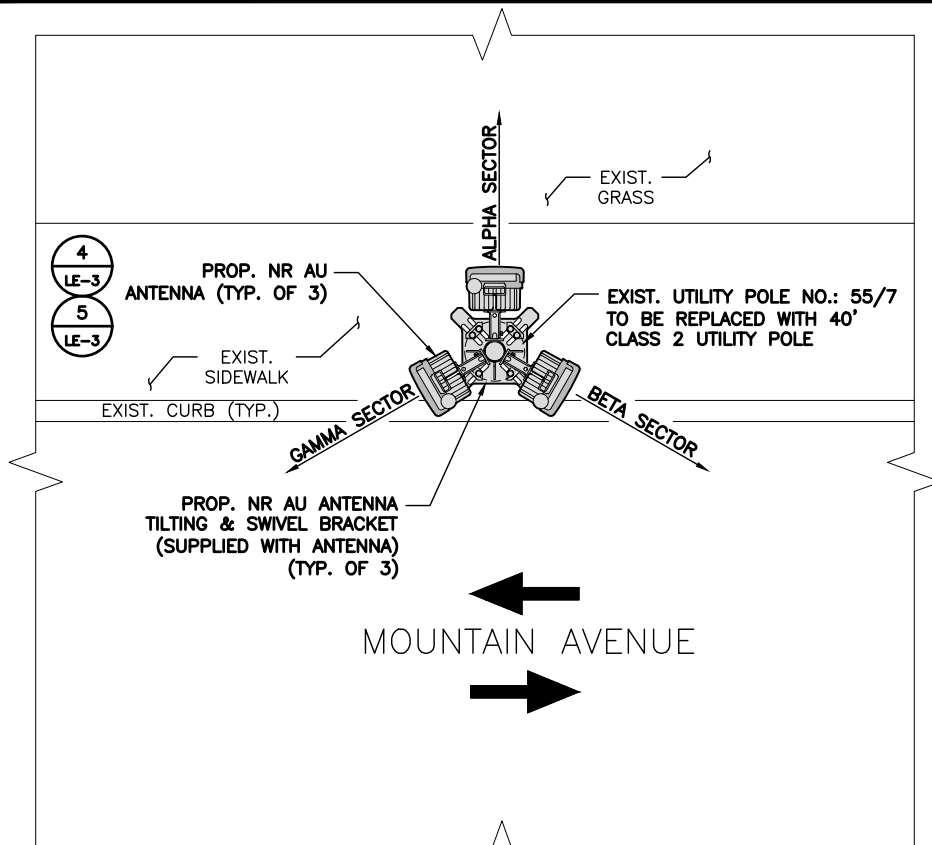 ALPHA SECTOR
EXIST.
GRASS
4
LE-3
5
LE-3
PROP. NR AU
ANTENNA (TYP. OF 3)
EXIST. UTILITY POLE NO.: 55/7
TO BE REPLACED WITH 40'
CLASS 2 UTILITY POLE
EXIST.
SIDEWALK
EXIST. CURB (TYP.)
GAMMA SECTOR
BETA SECTOR
PROP. NR AU ANTENNA
TILTING & SWIVEL BRACKET
(SUPPLIED WITH ANTENNA)
(TYP. OF 3)
MOUNTAIN AVENUE